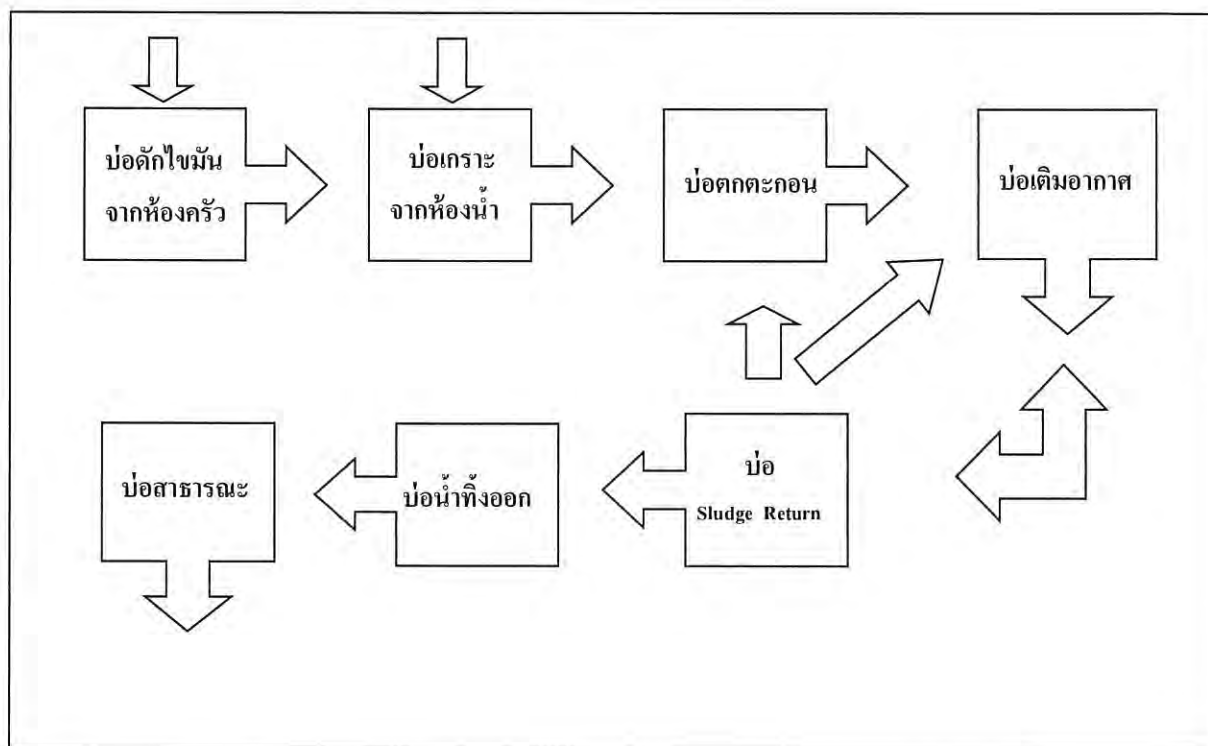 บ่อดักไขมัน
จากห้องครัว
บ่อเกราะ
จากห้องน้ำ
บ่อตกตะกอน
บ่อเติมอากาศ
บ่อสาธารณะ
บ่อน้ำทิ้งออก
บ่อ
Sludge Return